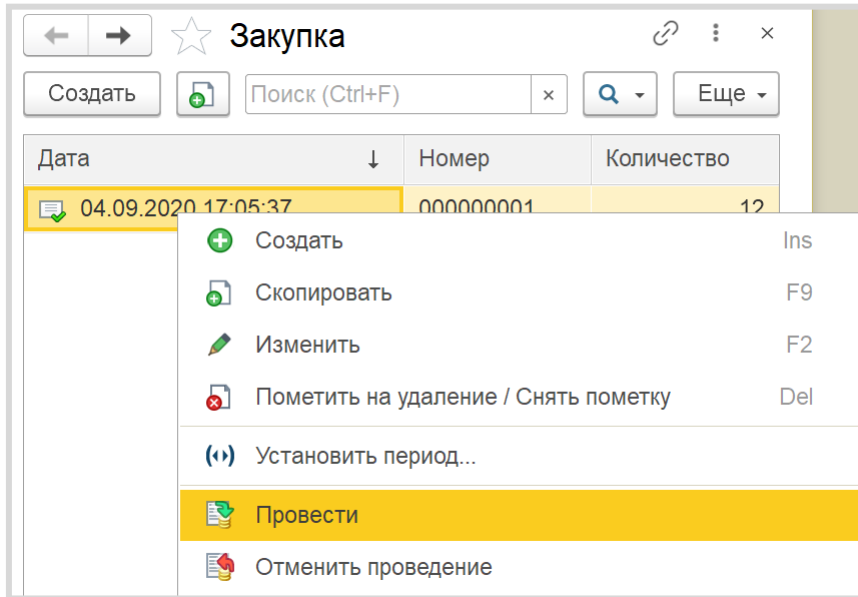 Закупка
Создать Поиск (Ctrl+F) Еще
Дата Номер Количество
04.09.2020 17:05:37 000000001 12
Создать Ins
Скопировать F9
Изменить F2
Пометить на удаление / Снять пометку Del
Установить период...
Провести
Отменить проведение